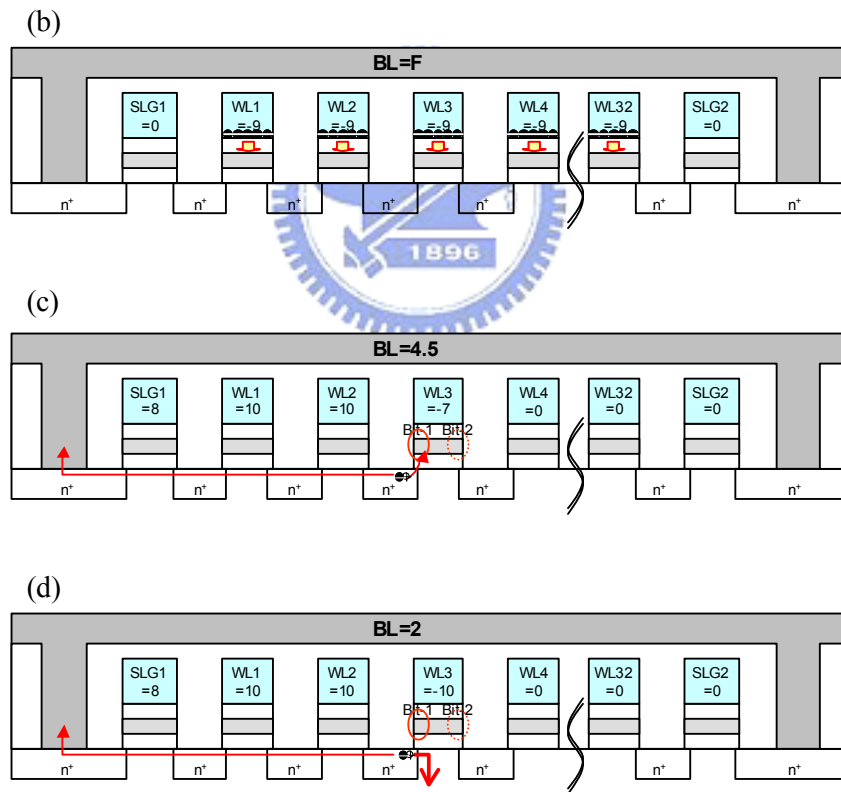 (b)
BL=F
SLG1 WL1 WL2 WL3 WL4 WL32 SLG2
=0 =-9 =-9 =-9 =-9 =-9 =0
n+ n+ n+ n+ n+ n+ n+
1896
(c)
BL=4.5
SLG1 WL1 WL2 WL3 WL4 WL32 SLG2
=8 =10 =10 =-7 =0 =0 =0
Bit-1 Bit-2
n+ n+ n+ n+ n+ n+ n+
(d)
BL=2
SLG1 WL1 WL2 WL3 WL4 WL32 SLG2
=8 =10 =10 =-10 =0 =0 =0
Bit-1 Bit-2
n+ n+ n+ n+ n+ n+ n+